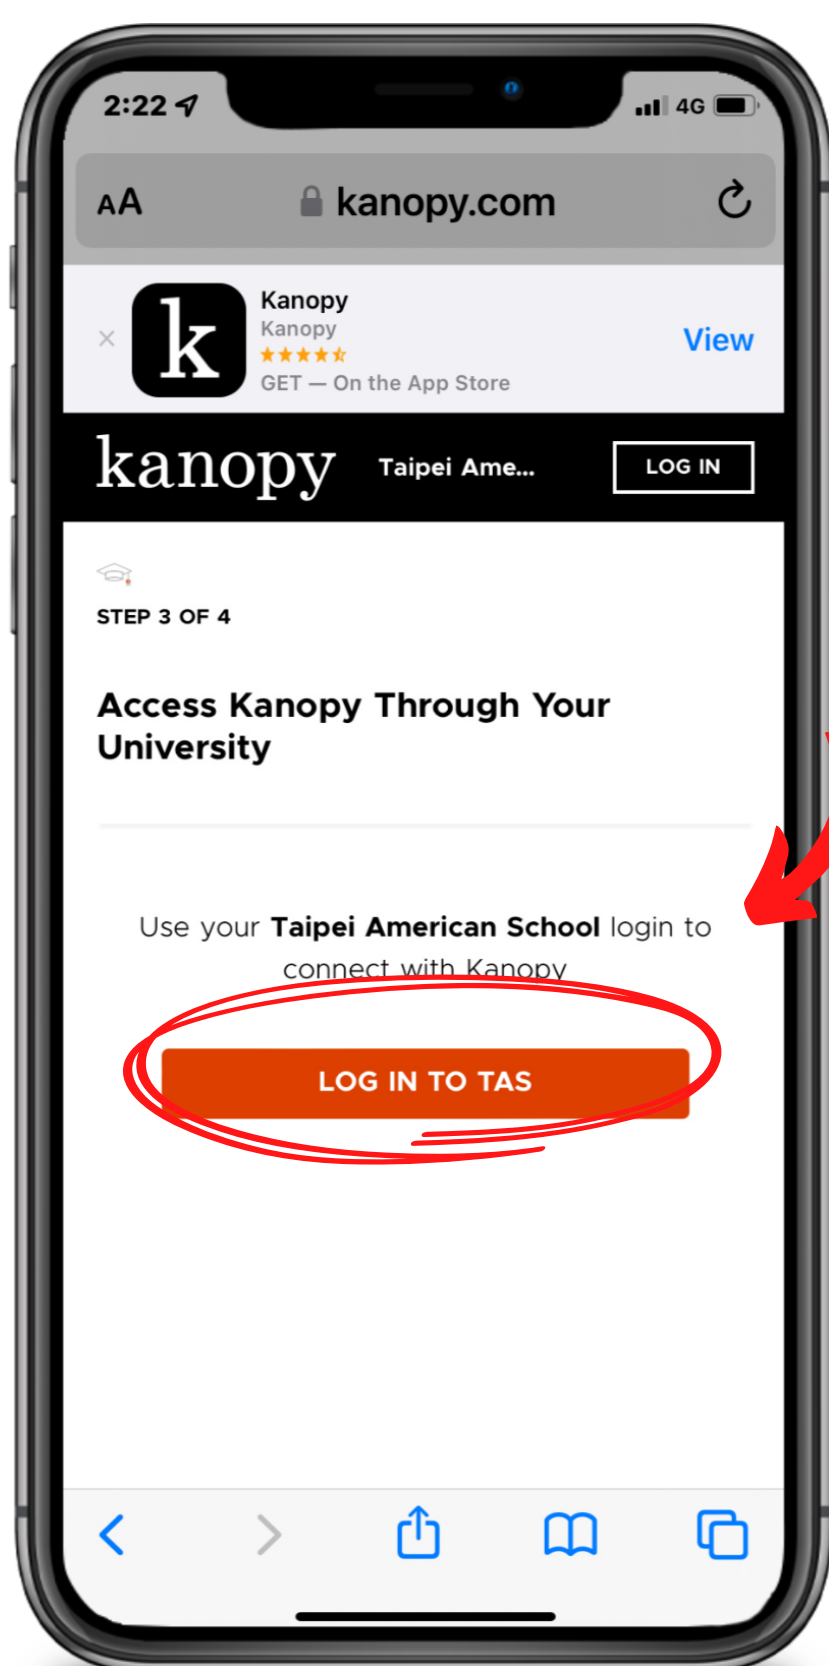 2:22
4G
AA
kanopy.com
k
Kanopy
Kanopy
GET — On the App Store
View
kanopy
Taipei Ame...
LOG IN
STEP 3 OF 4
Access Kanopy Through Your
University
Use your Taipei American School login to
connect with Kanopy
LOG IN TO TAS